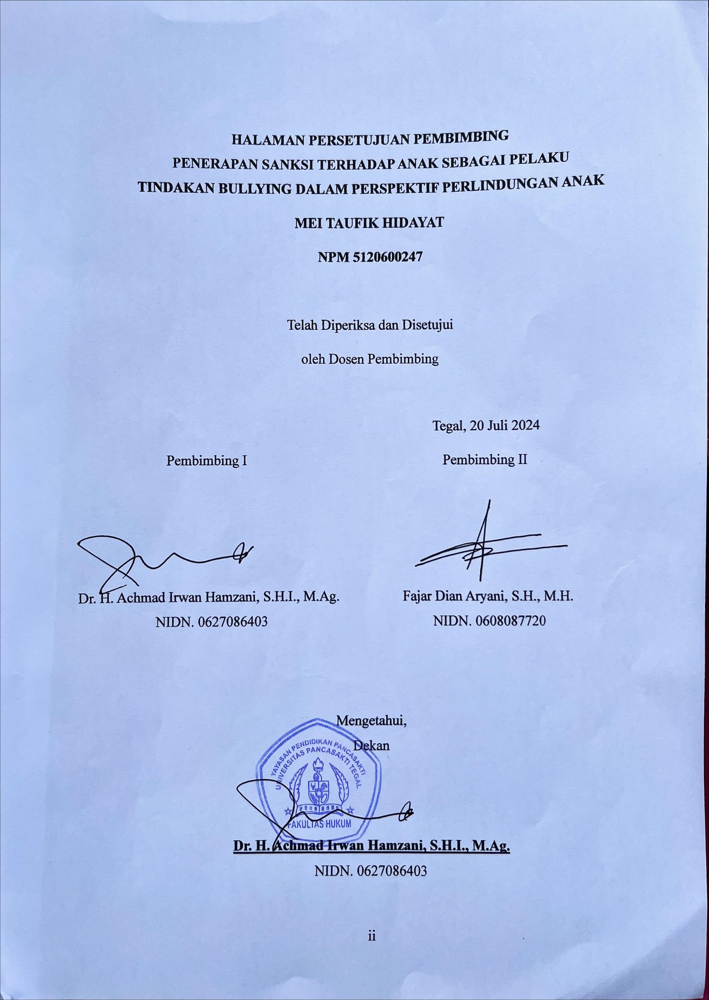 HALAMAN PERSETUJUAN PEMBIMBING
PENERAPAN SANKSI TERHADAP ANAK SEBAGAI PELAKU
TINDAKAN BULLYING DALAM PERSPEKTIF PERLINDUNGAN ANAK
MEI TAUFIK HIDAYAT
NPM 5120600247
Telah Diperiksa dan Disetujui
oleh Dosen Pembimbing
Tegal, 20 Juli 2024
Pembimbing I
Pembimbing II
Dr. H. Achmad Irwan Hamzani, S.H.I., M.Ag.
NIDN. 0627086403
Fajar Dian Aryani, S.H., M.H.
NIDN. 0608087720
Mengetahui,
Dekan
YAYASAN PENDIDIKAN PANCASAKTI
UNIVERSITAS PANCASAKTI TEGAL
FAKULTAS HUKUM
Dr. H. Achmad Irwan Hamzani, S.H.I., M.Ag.
NIDN. 0627086403
ii